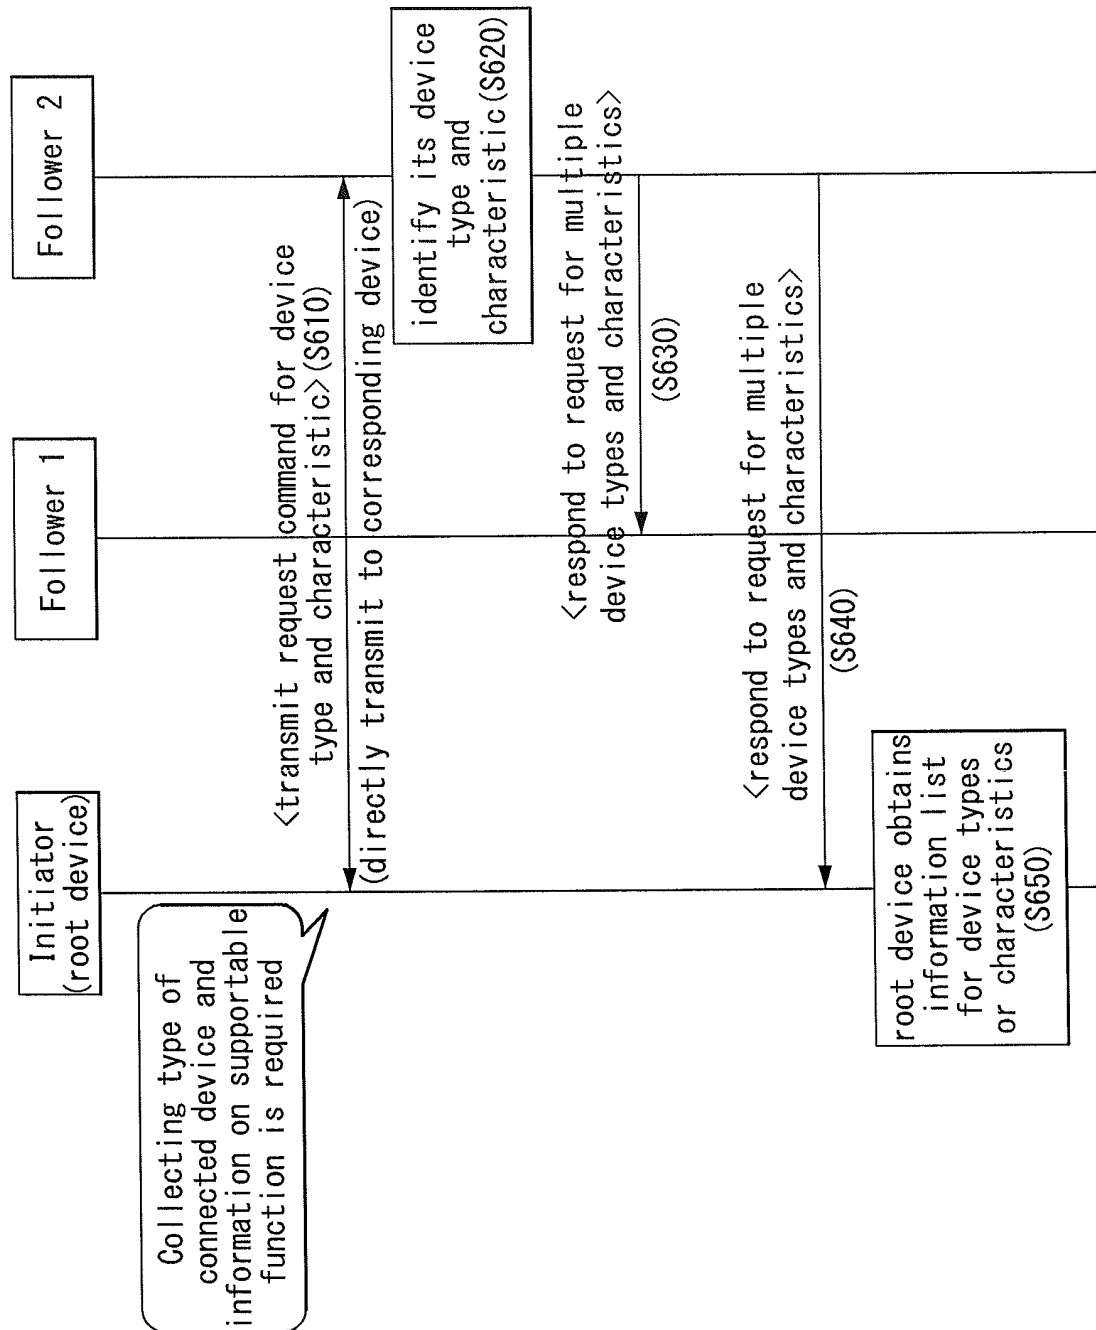 Initiator
(root device)
Follower 1
Follower 2
Collecting type of
connected device and
information on supportable
function is required
<transmit request command for device
type and characteristic>(S610)
(directly transmit to corresponding device)
identify its device
type and
characteristic(S620)
<respond to request for multiple
device types and characteristics>
(S630)
<respond to request for multiple
device types and characteristics>
(S640)
root device obtains
information list
for device types
or characteristics
(S650)